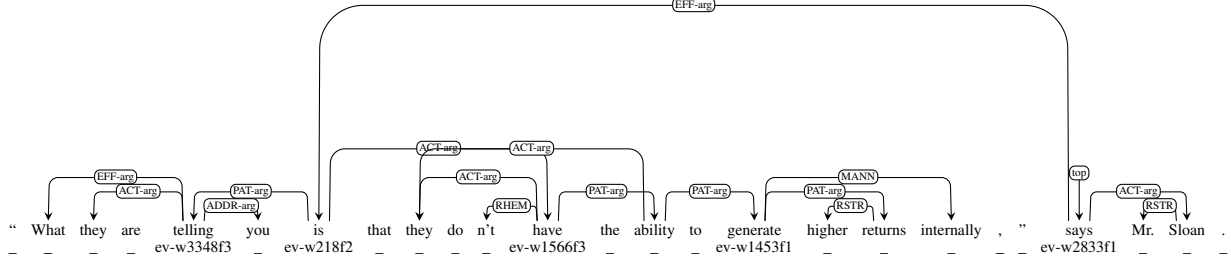 EFF-arg
ACT-arg ACT-arg
EFF-arg ACT-arg PAT-arg ADDR-arg ACT-arg RHEM PAT-arg PAT-arg MANN PAT-arg RSTR top ACT-arg RSTR
“ What they are telling you is that they do n't have the ability to generate higher returns internally , ” says Mr. Sloan .
_ _ _ _ ev-w3348f3 _ ev-w218f2 _ _ _ _ ev-w1566f3 _ _ _ ev-w1453f1 _ _ _ _ _ ev-w2833f1 _ _ _